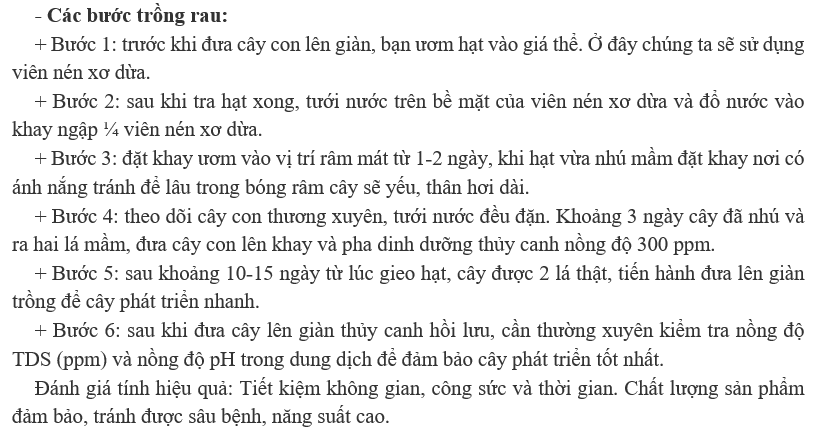 - Các bước trồng rau:
+ Bước 1: trước khi đưa cây con lên giàn, bạn ươm hạt vào giá thể. Ở đây chúng ta sẽ sử dụng
viên nén xơ dừa.
+ Bước 2: sau khi tra hạt xong, tưới nước trên bề mặt của viên nén xơ dừa và đổ nước vào
khay ngập ¼ viên nén xơ dừa.
+ Bước 3: đặt khay ươm vào vị trí râm mát từ 1-2 ngày, khi hạt vừa nhú mầm đặt khay nơi có
ánh nắng tránh để lâu trong bóng râm cây sẽ yếu, thân hơi dài.
+ Bước 4: theo dõi cây con thương xuyên, tưới nước đều đặn. Khoảng 3 ngày cây đã nhú và
ra hai lá mầm, đưa cây con lên khay và pha dinh dưỡng thủy canh nồng độ 300 ppm.
+ Bước 5: sau khoảng 10-15 ngày từ lúc gieo hạt, cây được 2 lá thật, tiến hành đưa lên giàn
trồng để cây phát triển nhanh.
+ Bước 6: sau khi đưa cây lên giàn thủy canh hồi lưu, cần thường xuyên kiểm tra nồng độ
TDS (ppm) và nồng độ pH trong dung dịch để đảm bảo cây phát triển tốt nhất.
Đánh giá tính hiệu quả: Tiết kiệm không gian, công sức và thời gian. Chất lượng sản phẩm
đảm bảo, tránh được sâu bệnh, năng suất cao.